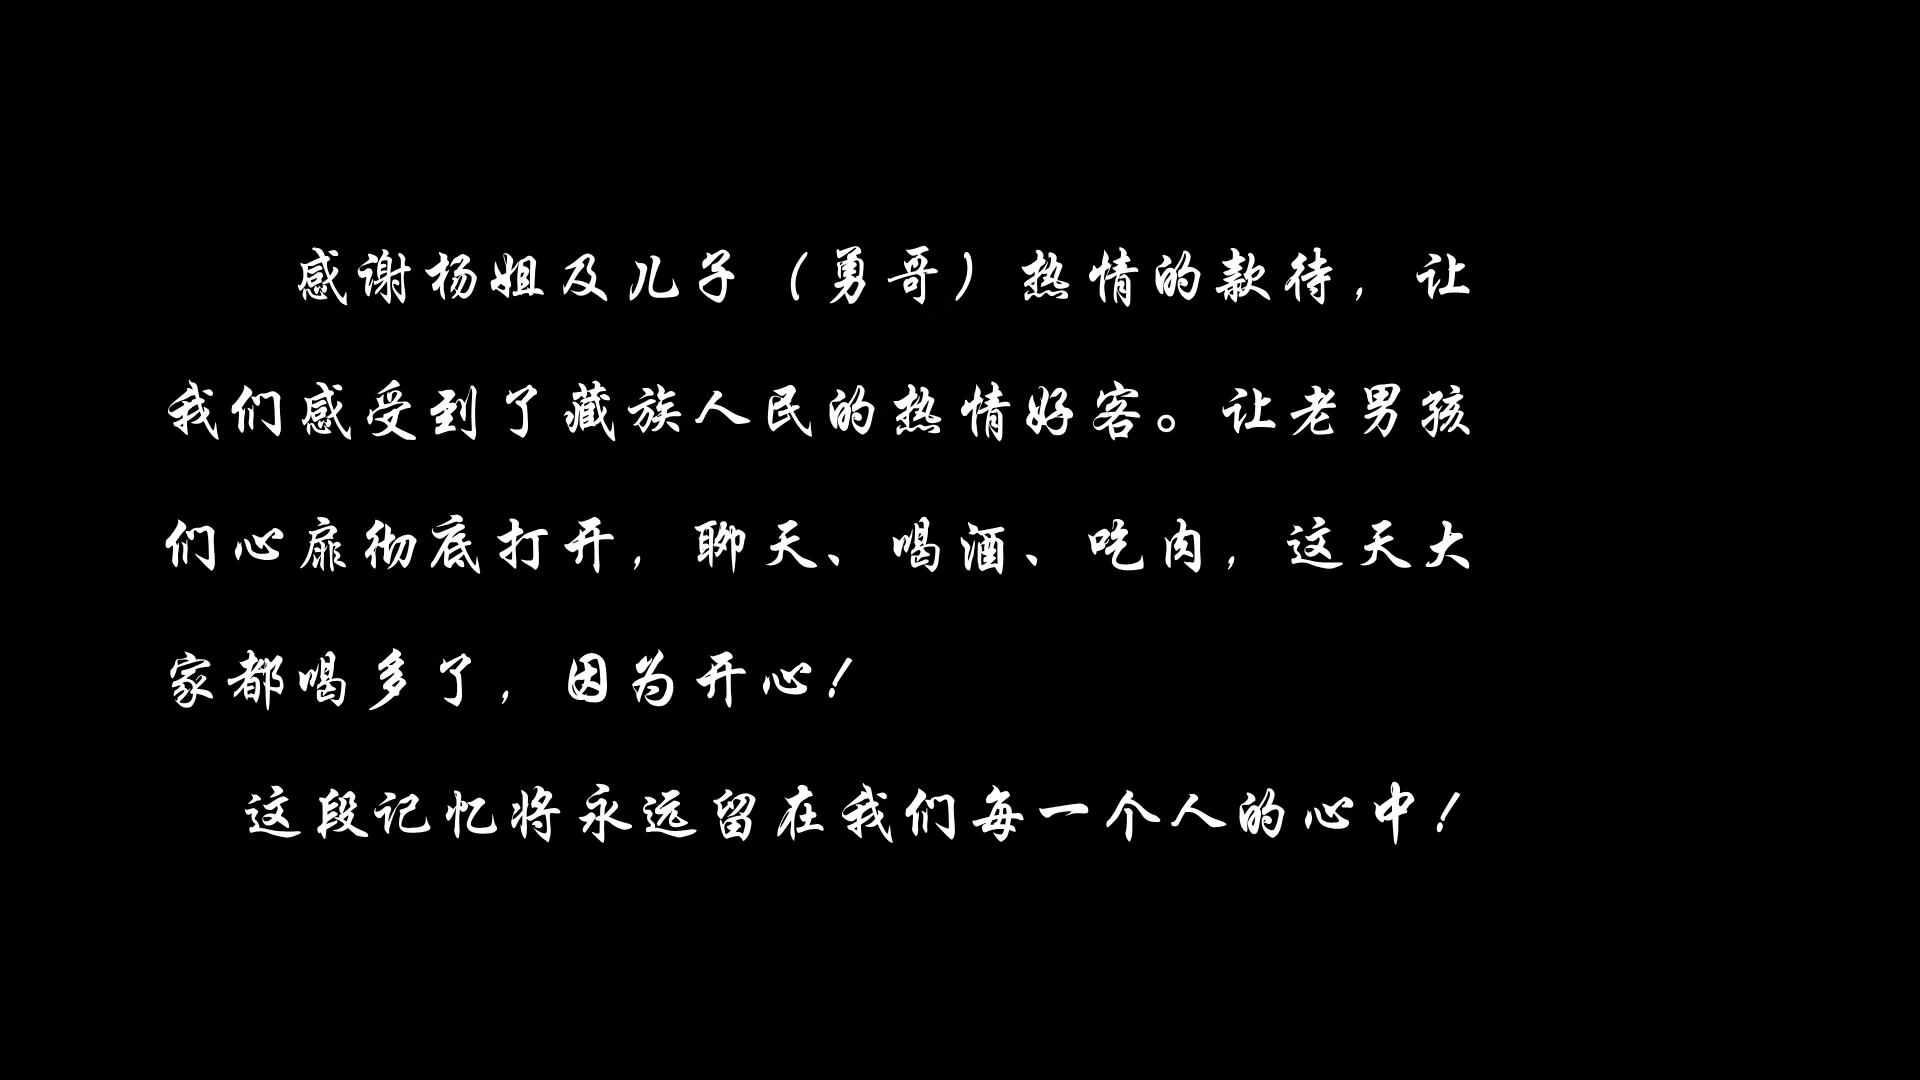 感谢杨姐及儿子（勇哥）热情的款待，让
我们感受到了藏族人民的热情好客。让老男孩
们心扉彻底打开，聊天、喝酒、吃肉，这天大
家都喝多了，因为开心！
这段记忆将永远留在我们每一个人的心中！